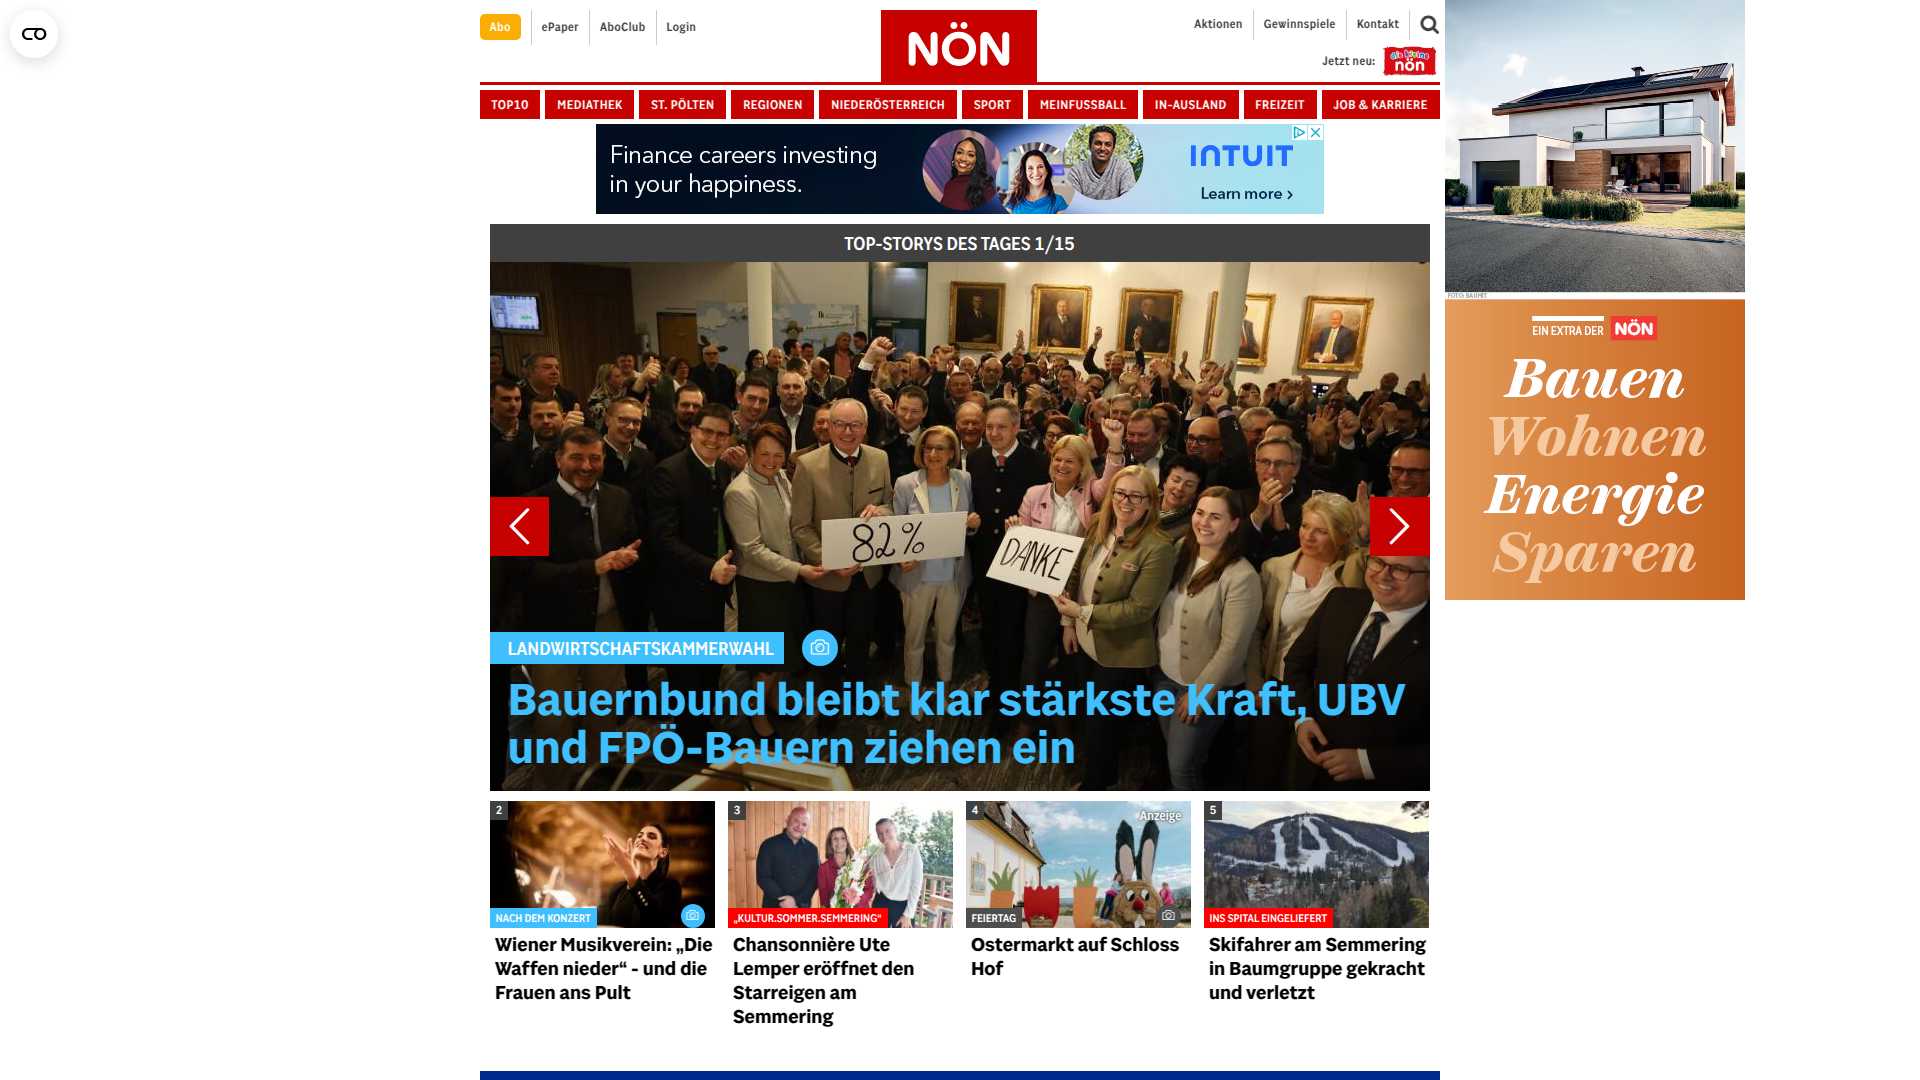 Abo
ePaper
AboClub
Login
NÖN
Aktionen
Gewinnspiele
Kontakt
Jetzt neu:
die kleine
nön
TOP10
MEDIATHEK
ST. PÖLTEN
REGIONEN
NIEDERÖSTERREICH
SPORT
MEINFUSSBALL
IN-AUSLAND
FREIZEIT
JOB & KARRIERE
Finance careers investing
in your happiness.
INTUIT
Learn more >
FOTO: BAUMIT
EIN EXTRA DER NÖN
Bauen
Wohnen
Energie
Sparen
TOP-STORYS DES TAGES 1/15
82%
DANKE
LANDWIRTSCHAFTSKAMMERWAHL
Bauernbund bleibt klar stärkste Kraft, UBV
und FPÖ-Bauern ziehen ein
2
NACH DEM KONZERT
Wiener Musikverein: „Die
Waffen nieder“ - und die
Frauen ans Pult
3
„KULTUR.SOMMER.SEMMERING“
Chansonnière Ute
Lemper eröffnet den
Starreigen am
Semmering
4
Anzeige
FEIERTAG
Ostermarkt auf Schloss
Hof
5
INS SPITAL EINGELIEFERT
Skifahrer am Semmering
in Baumgruppe gekracht
und verletzt